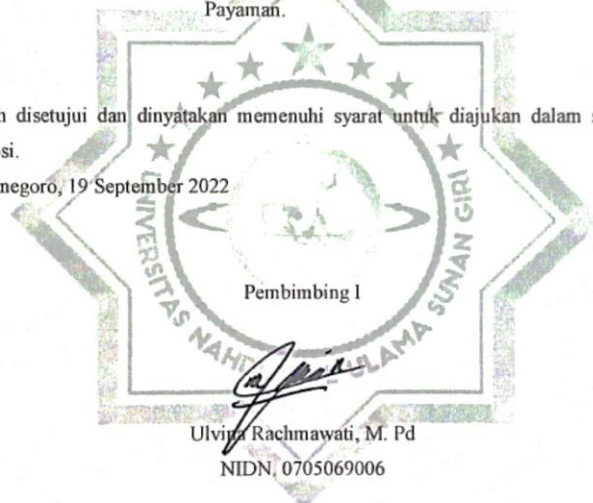 Payaman.
n disetujui dan dinyatakan memenuhi syarat untuk diajukan dalam s
si.
negoro, 19 September 2022
UNIVERSITAS NAHDLATUL ULAMA SUNAN GIRI
Pembimbing I
Ulvina Rachmawati, M. Pd
NIDN. 0705069006